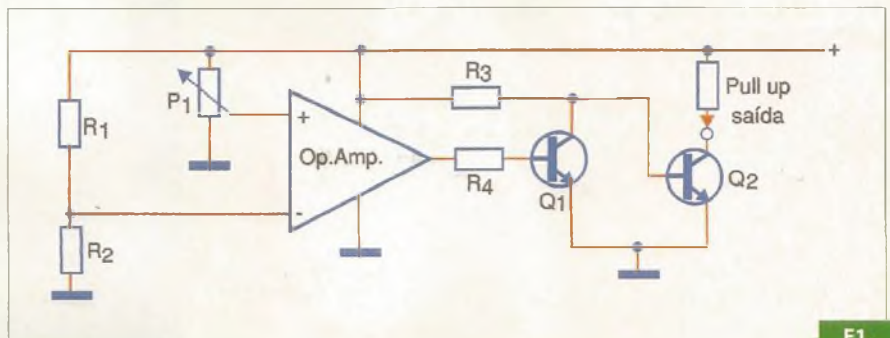 +
R3
P1
Pull up
saída
R1
+
Op.Amp.
R4
Q1
Q2
-
R2
F1